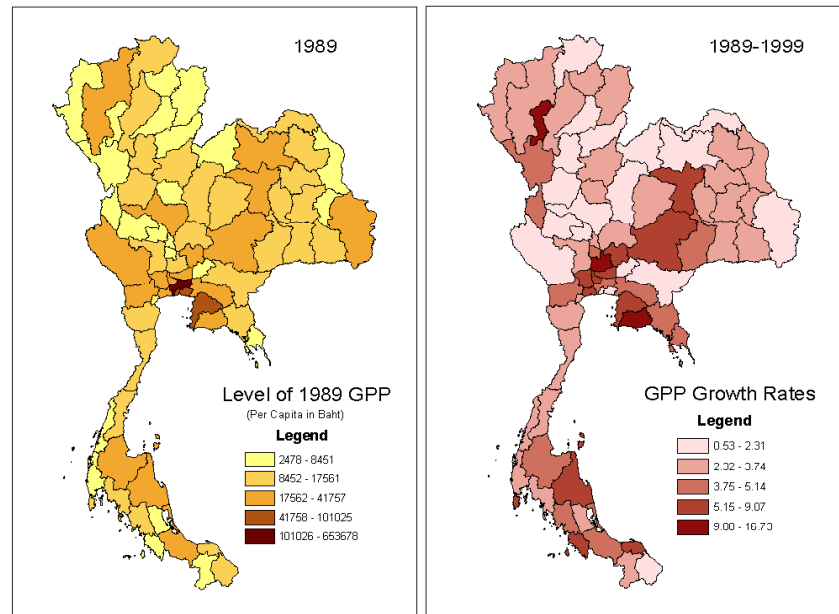 1989
Level of 1989 GPP
(Per Capita in Baht)
Legend
2478 - 8451
8452 - 17561
17562 - 41757
41758 - 101025
101026 - 653678
1989-1999
GPP Growth Rates
Legend
0.53 - 2.31
2.32 - 3.74
3.75 - 5.14
5.15 - 9.07
9.08 - 16.73